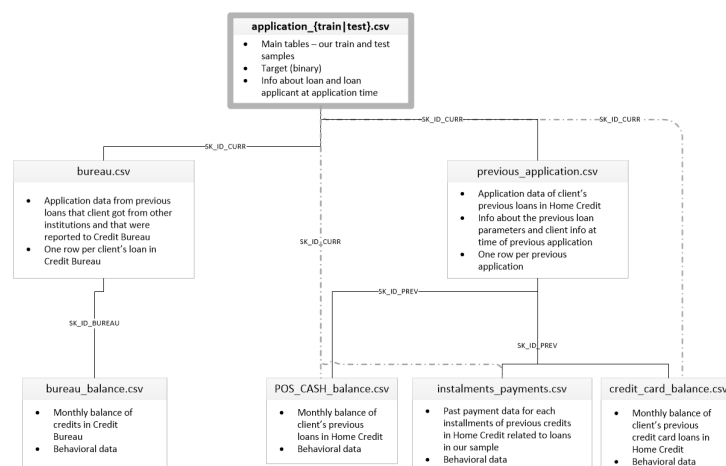 application_{train|test}.csv
• Main tables – our train and test
samples
• Target (binary)
• Info about loan and loan
applicant at application time
SK_ID_CURR
SK_ID_CURR
SK_ID_CURR
bureau.csv
• Application data from previous
loans that client got from other
institutions and that were
reported to Credit Bureau
• One row per client's loan in
Credit Bureau
previous_application.csv
• Application data of client's
previous loans in Home Credit
• Info about the previous loan
parameters and client info at
time of previous application
• One row per previous
application
SK_ID_CURR
SK_ID_PREV
SK_ID_BUREAU
SK_ID_PREV
bureau_balance.csv
• Monthly balance of
credits in Credit
Bureau
• Behavioral data
POS_CASH_balance.csv
• Monthly balance of
client's previous
loans in Home Credit
• Behavioral data
instalments_payments.csv
• Past payment data for each
installments of previous credits
in Home Credit related to loans
in our sample
• Behavioral data
credit_card_balance.csv
• Monthly balance of
client's previous
credit card loans in
Home Credit
• Behavioral data